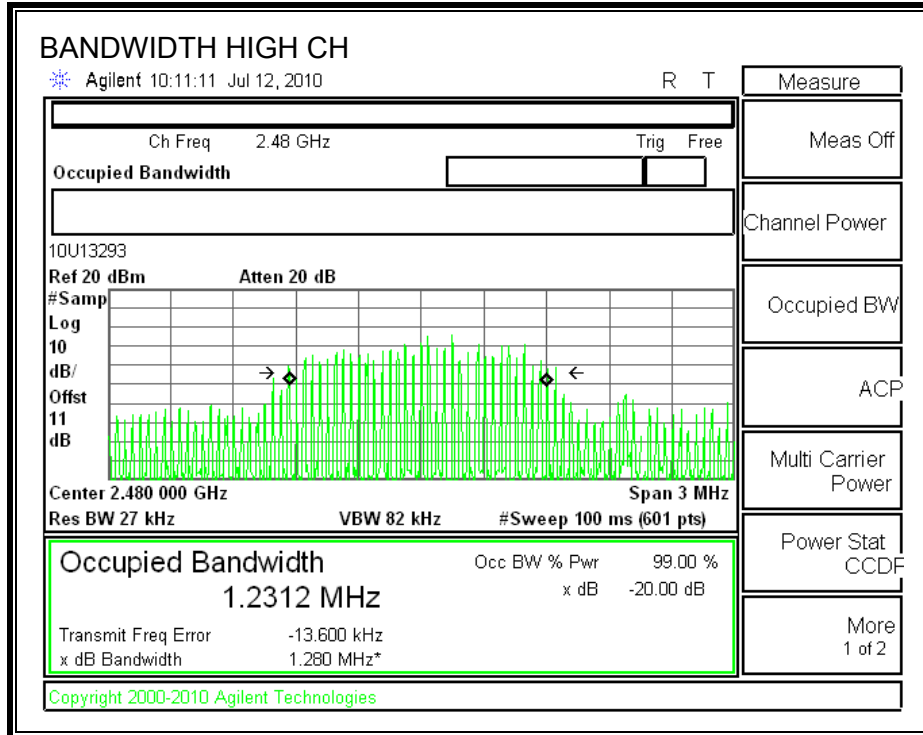 BANDWIDTH HIGH CH
Agilent 10:11:11 Jul 12, 2010 R T
Measure
Ch Freq 2.48 GHz Trig Free
Occupied Bandwidth
10U13293
Ref 20 dBm Atten 20 dB
#Samp
Log
10
dB/
Offst
11
dB
Center 2.480 000 GHz Span 3 MHz
Res BW 27 kHz VBW 82 kHz #Sweep 100 ms (601 pts)
Occupied Bandwidth Occ BW % Pwr 99.00 %
1.2312 MHz x dB -20.00 dB
Transmit Freq Error -13.600 kHz
x dB Bandwidth 1.280 MHz*
Copyright 2000-2010 Agilent Technologies
Meas Off
Channel Power
Occupied BW
ACP
Multi Carrier
Power
Power Stat
CCDF
More
1 of 2